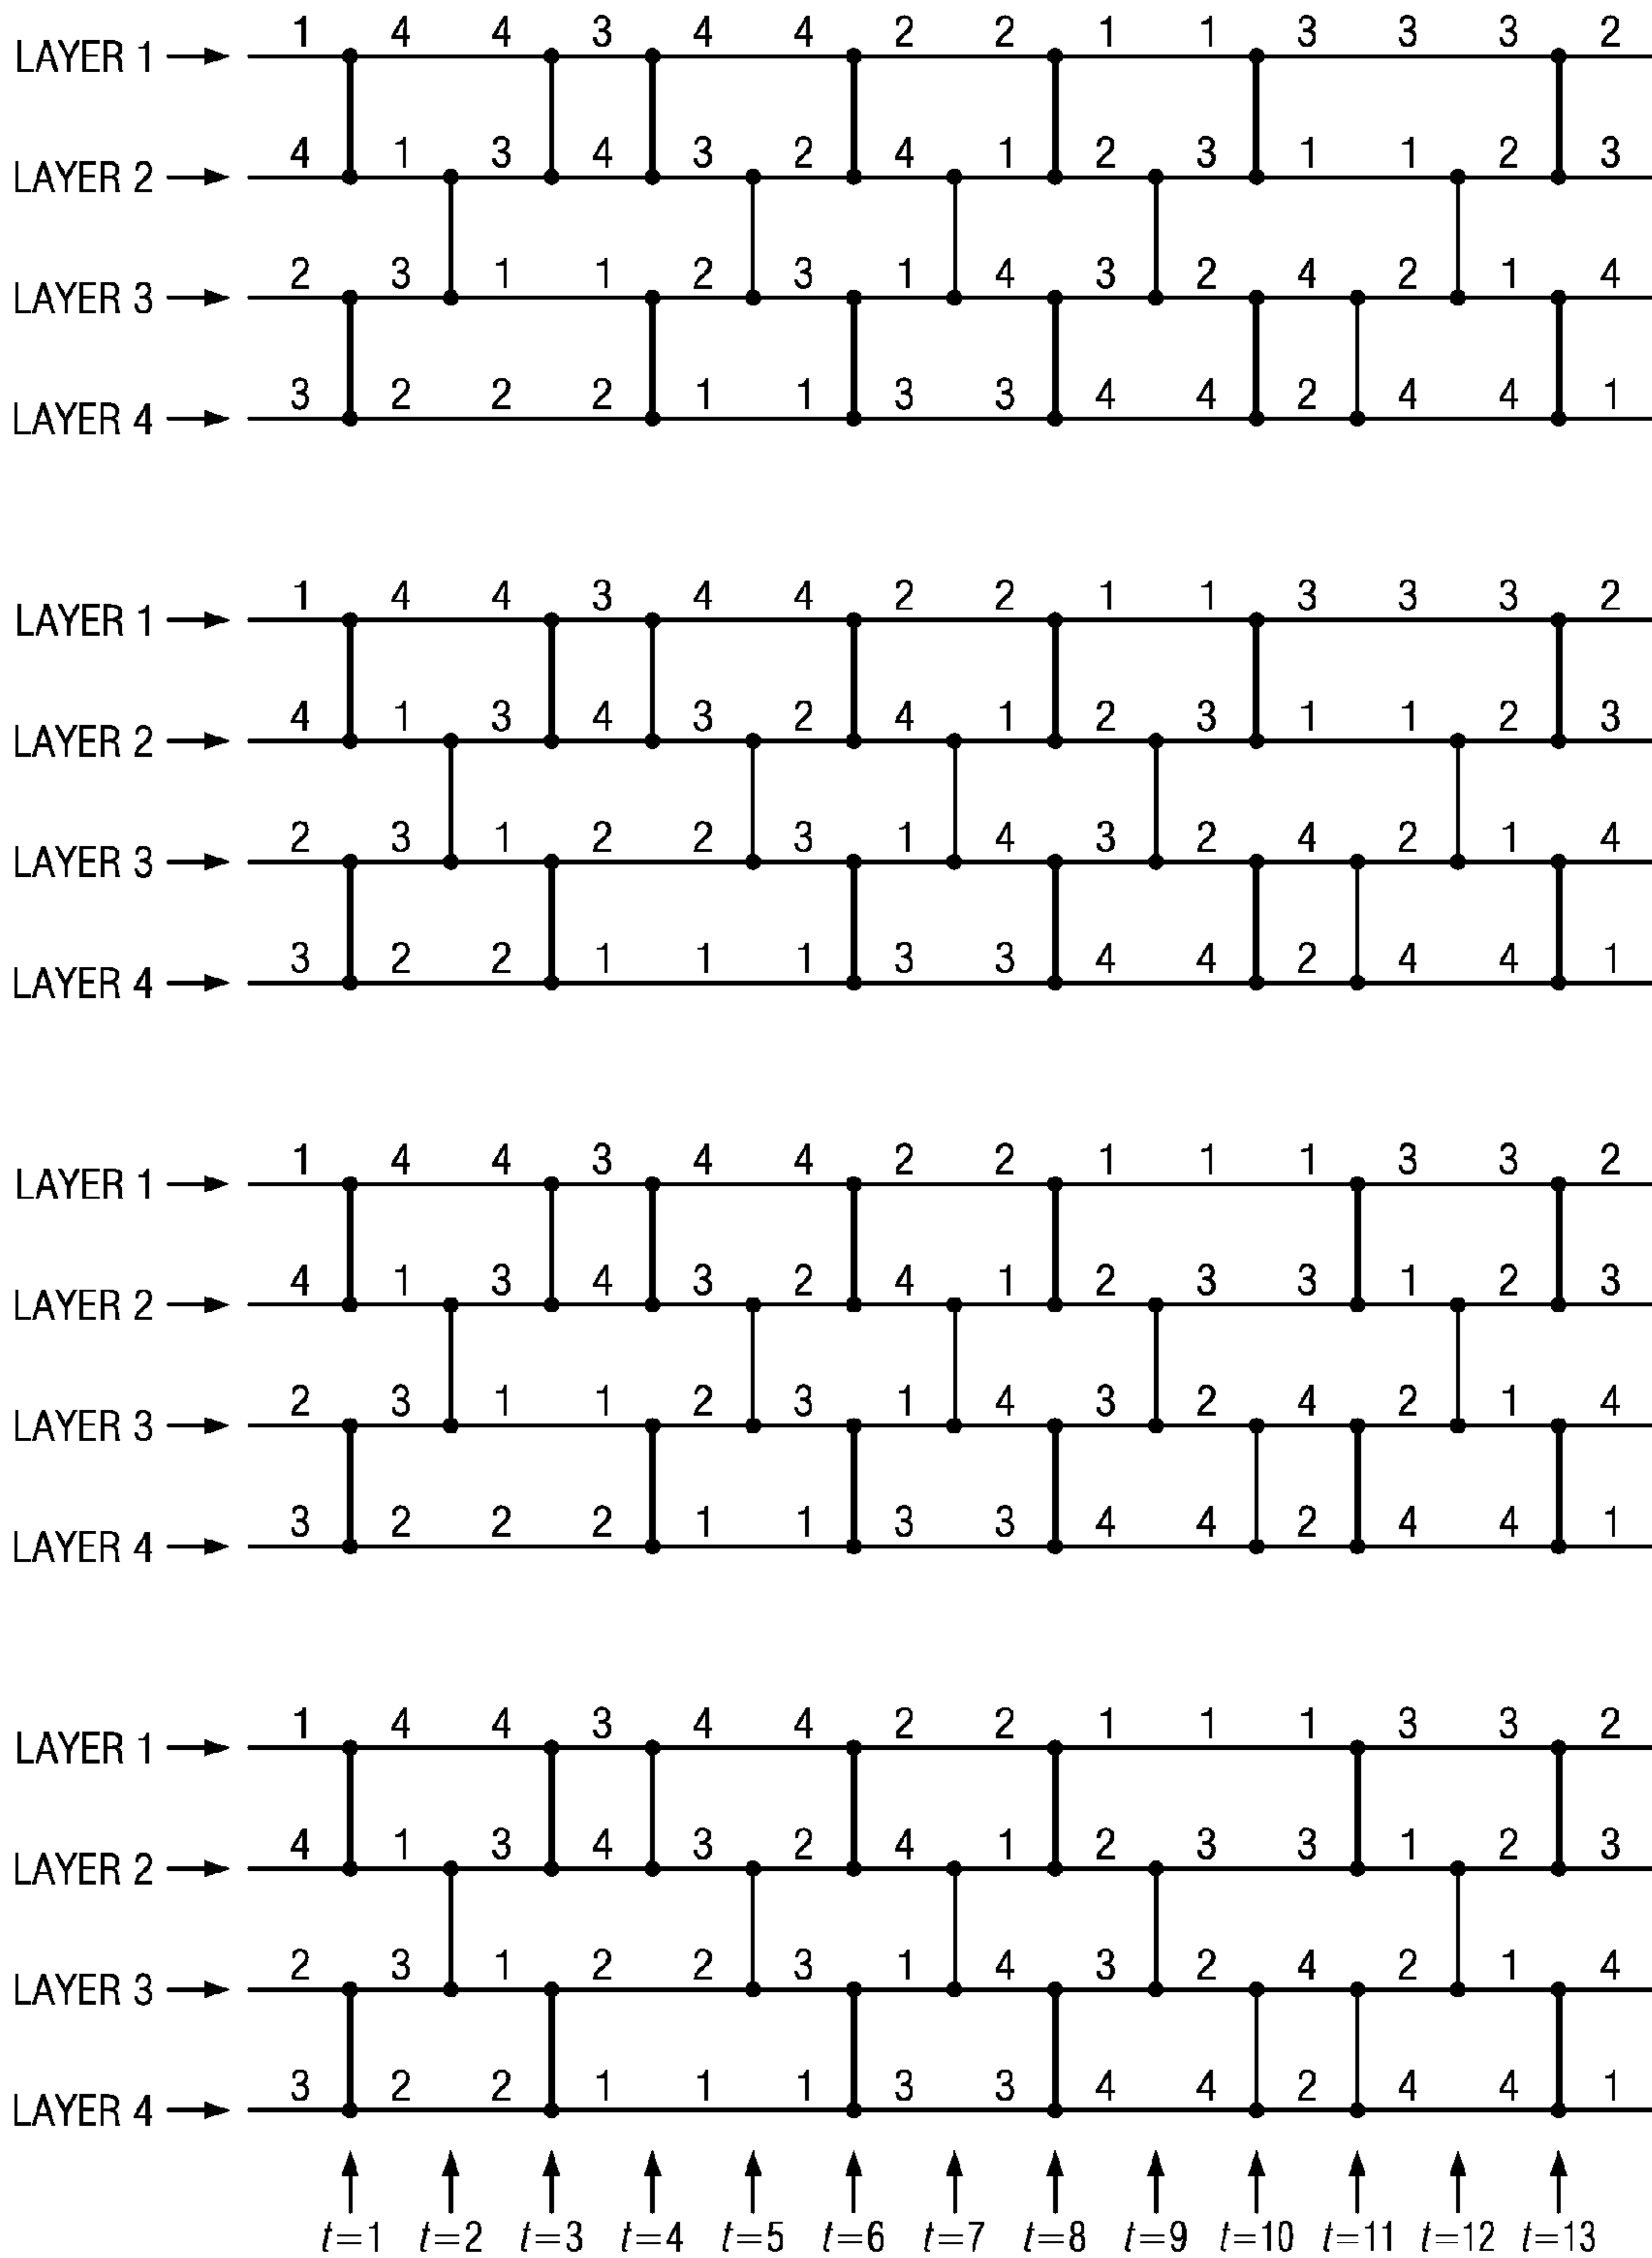 LAYER 1 1 4 4 3 4 4 2 2 1 1 3 3 3 2
LAYER 2 4 1 3 4 3 2 4 1 2 3 1 1 2 3
LAYER 3 2 3 1 1 2 3 1 4 3 2 4 2 1 4
LAYER 4 3 2 2 2 1 1 3 3 4 4 2 4 4 1
LAYER 1 1 4 4 3 4 4 2 2 1 1 3 3 3 2
LAYER 2 4 1 3 4 3 2 4 1 2 3 1 1 2 3
LAYER 3 2 3 1 2 2 3 1 4 3 2 4 2 1 4
LAYER 4 3 2 2 1 1 1 3 3 4 4 2 4 4 1
LAYER 1 1 4 4 3 4 4 2 2 1 1 1 3 3 2
LAYER 2 4 1 3 4 3 2 4 1 2 3 3 1 2 3
LAYER 3 2 3 1 1 2 3 1 4 3 2 4 2 1 4
LAYER 4 3 2 2 2 1 1 3 3 4 4 2 4 4 1
LAYER 1 1 4 4 3 4 4 2 2 1 1 1 3 3 2
LAYER 2 4 1 3 4 3 2 4 1 2 3 3 1 2 3
LAYER 3 2 3 1 2 2 3 1 4 3 2 4 2 1 4
LAYER 4 3 2 2 1 1 1 3 3 4 4 2 4 4 1
t=1 t=2 t=3 t=4 t=5 t=6 t=7 t=8 t=9 t=10 t=11 t=12 t=13